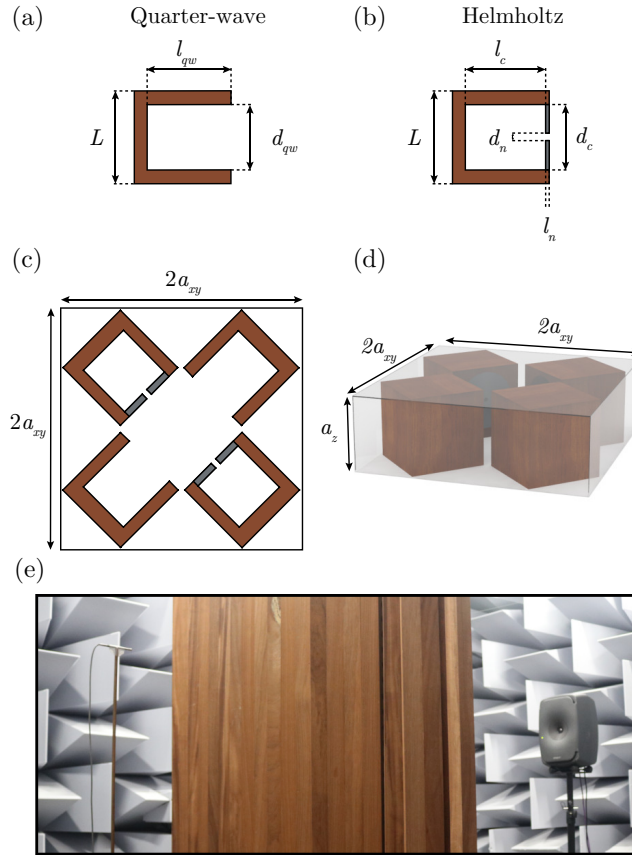 (a) Quarter-wave
(b) Helmholtz
l_qw
L
d_qw
l_c
L
d_n
d_c
l_n
(c)
2a_xy
2a_xy
(d)
2a_xy
2a_xy
a_z
(e)